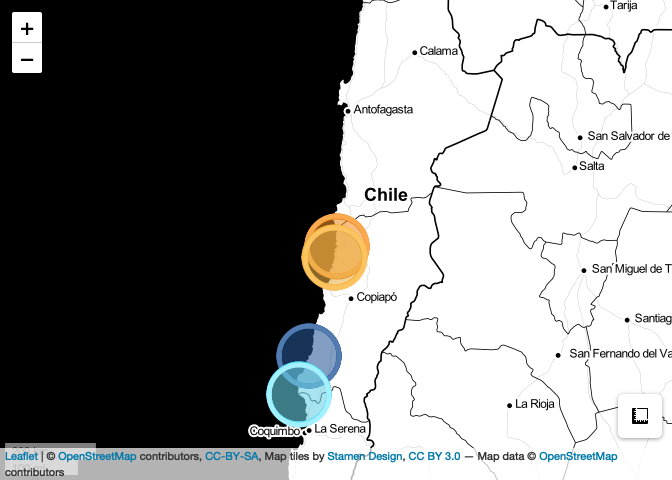 +
−
Tarija
Calama
Antofagasta
San Salvador de
Salta
Chile
San Miguel de T
Copiapó
Santiag
San Fernando del Va
La Rioja
Coquimbo
La Serena
Leaflet | © OpenStreetMap contributors, CC-BY-SA, Map tiles by Stamen Design, CC BY 3.0 — Map data © OpenStreetMap
contributors